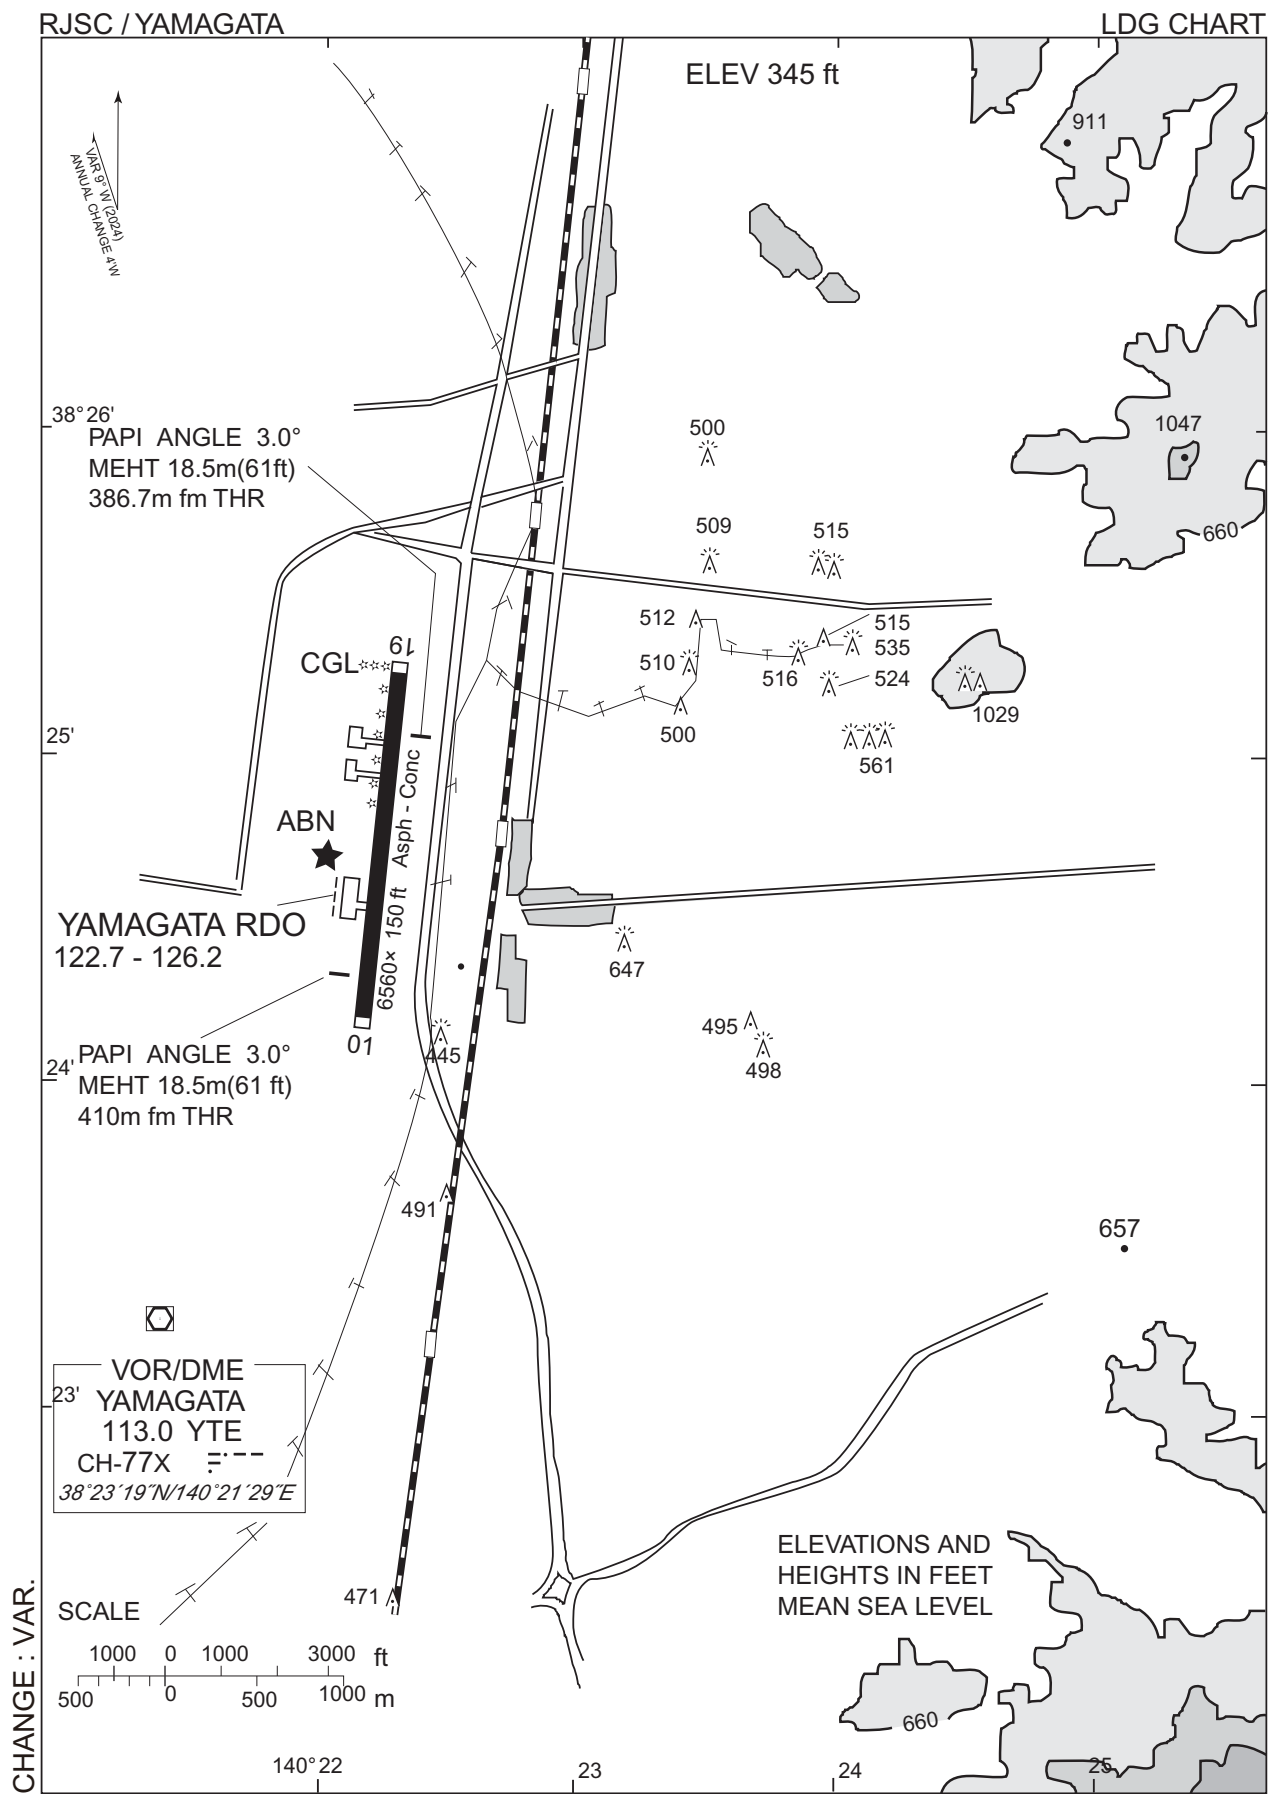 RJSC / YAMAGATA
LDG CHART
ELEV 345 ft
911
VAR 9° W (2024)
ANNUAL CHANGE 4'W
38°26'
PAPI ANGLE 3.0°
MEHT 18.5m(61ft)
386.7m fm THR
500
1047
509
515
660
512
515
535
510
516
524
CGL
19
1029
500
561
25'
6560× 150 ft Asph - Conc
ABN
YAMAGATA RDO
122.7 - 126.2
647
495
498
01
445
24'
PAPI ANGLE 3.0°
MEHT 18.5m(61 ft)
410m fm THR
491
657
VOR/DME
23'
YAMAGATA
113.0 YTE
CH-77X
38°23´19″N/140°21´29″E
ELEVATIONS AND
HEIGHTS IN FEET
MEAN SEA LEVEL
471
SCALE
1000 0 1000 3000 ft
500 0 500 1000 m
660
CHANGE : VAR.
140°22
23
24
25